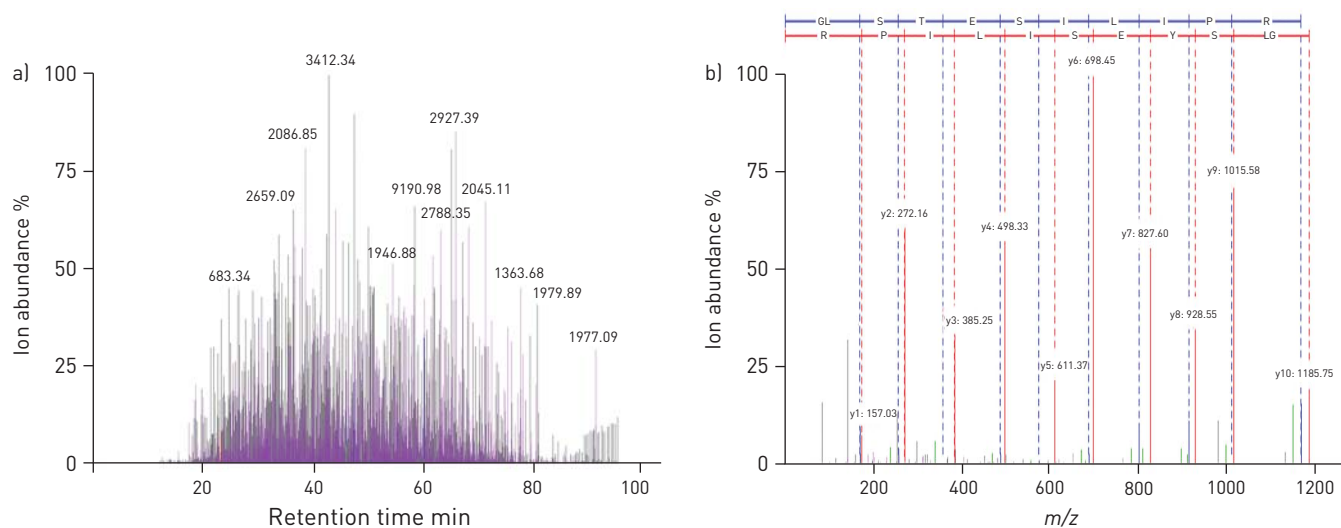 a)
Ion abundance %
100
75
50
25
0
20
40
60
80
100
Retention time min
683.34
2659.09
2086.85
3412.34
1946.88
9190.98
2788.35
2927.39
2045.11
1363.68
1979.89
1977.09
b)
GL S T E S I L I P R
R P I L I S E Y S LG
Ion abundance %
100
75
50
25
0
200
400
600
800
1000
1200
m/z
y1: 157.03
y2: 272.16
y3: 385.25
y4: 498.33
y5: 611.37
y6: 698.45
y7: 827.60
y8: 928.55
y9: 1015.58
y10: 1185.75